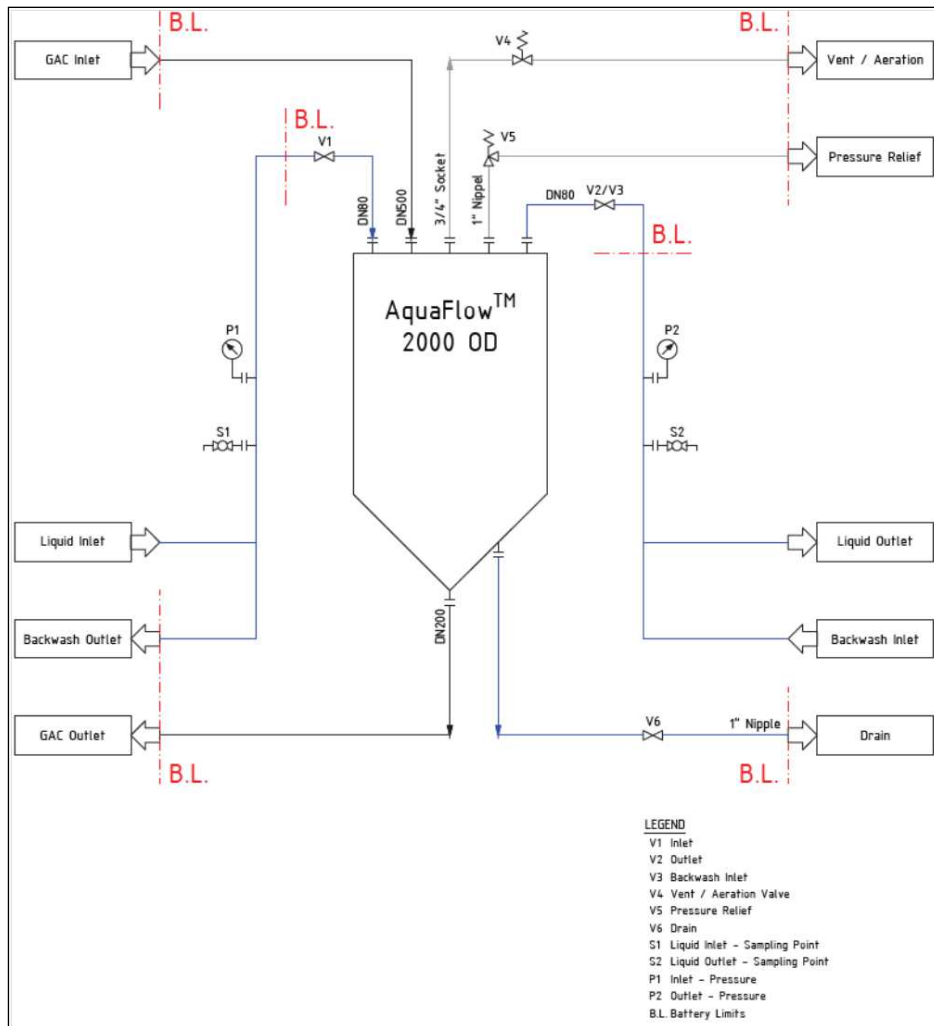 B.L.
B.L.
GAC Inlet
V4
Vent / Aeration
B.L.
V1
V5
Pressure Relief
DN80
DN500
3/4" Socket
1" Nippel
DN80
V2/V3
B.L.
AquaFlow™
2000 OD
P1
P2
S1
S2
Liquid Inlet
Liquid Outlet
Backwash Outlet
DN200
Backwash Inlet
GAC Outlet
V6
1" Nipple
Drain
B.L.
B.L.
LEGEND
V1 Inlet
V2 Outlet
V3 Backwash Inlet
V4 Vent / Aeration Valve
V5 Pressure Relief
V6 Drain
S1 Liquid Inlet - Sampling Point
S2 Liquid Outlet - Sampling Point
P1 Inlet - Pressure
P2 Outlet - Pressure
B.L. Battery Limits